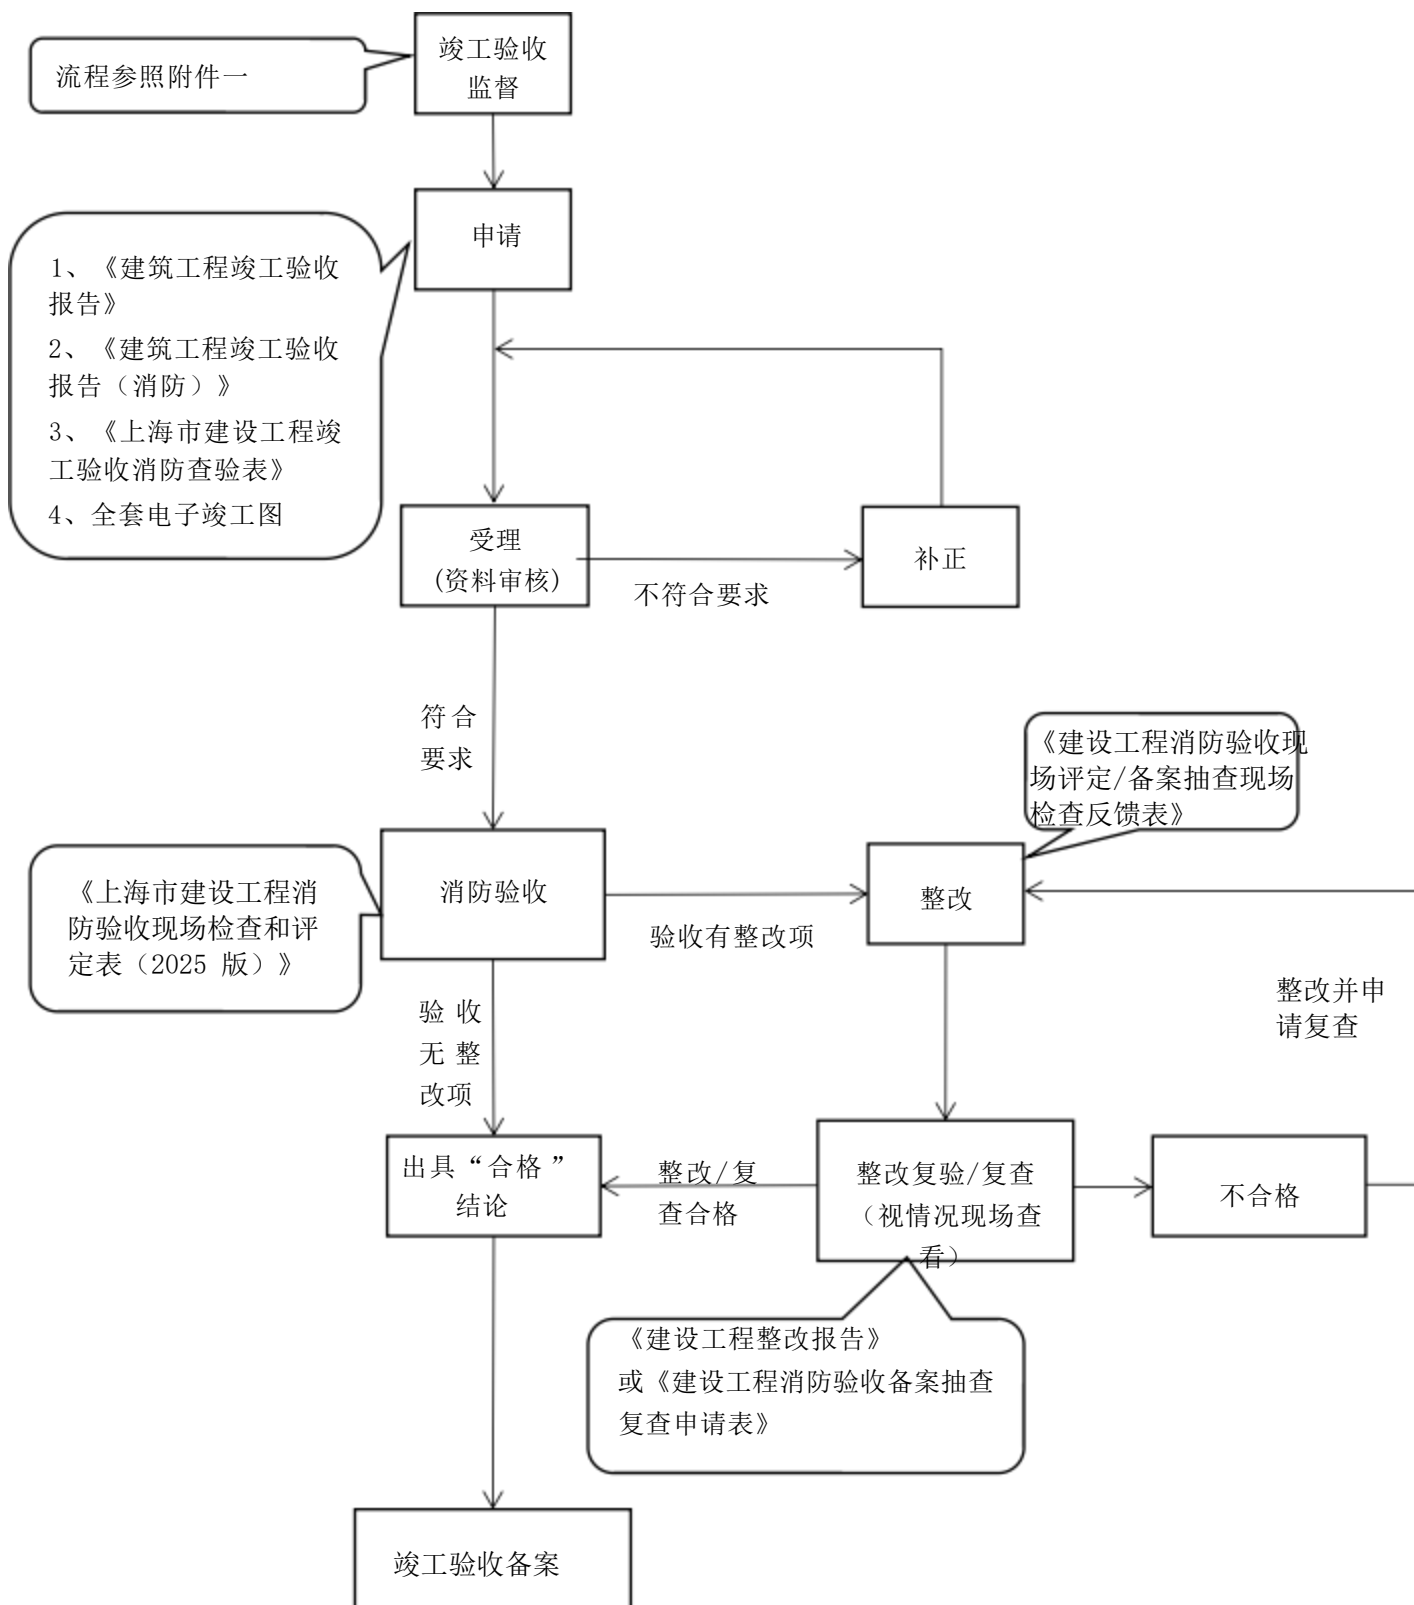 竣工验收
监督
流程参照附件一
申请
1、《建筑工程竣工验收
报告》
2、《建筑工程竣工验收
报告（消防）》
3、《上海市建设工程竣
工验收消防查验表》
4、全套电子竣工图
受理
(资料审核)
不符合要求
补正
符合
要求
《建设工程消防验收现
场评定/备案抽查现场
检查反馈表》
《上海市建设工程消
防验收现场检查和评
定表（2025 版）》
消防验收
验收有整改项
整改
整改并申
请复查
验 收
无 整
改项
出具“合格”
结论
整改/复
查合格
整改复验/复查
（视情况现场查
看）
不合格
《建设工程整改报告》
或《建设工程消防验收备案抽查
复查申请表》
竣工验收备案